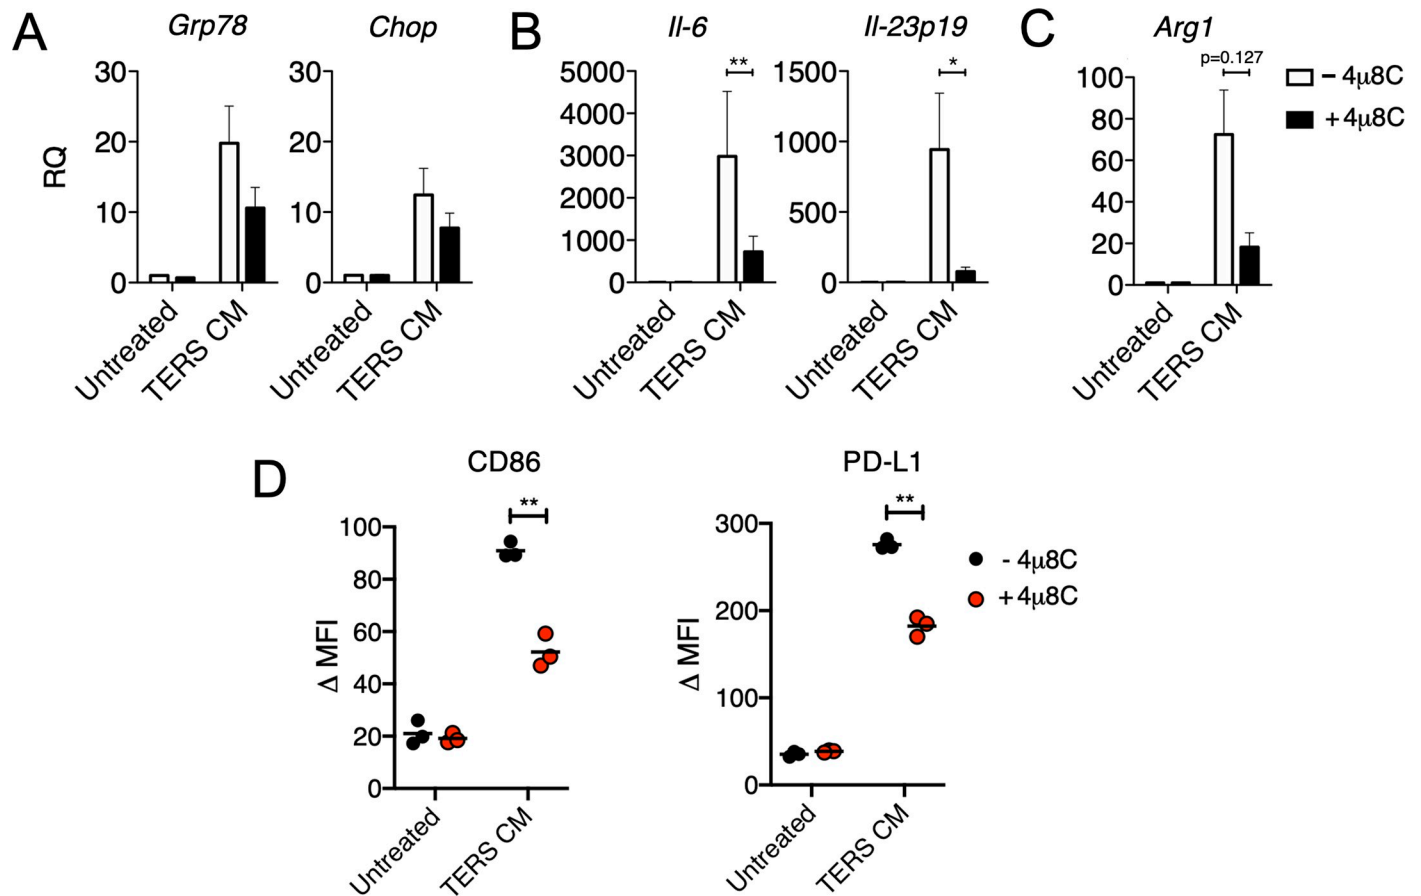 A
Grp78
Chop
RQ
30
20
10
0
Untreated
TERS CM
30
20
10
0
Untreated
TERS CM
B
Il-6
Il-23p19
5000
4000
3000
2000
1000
0
**
Untreated
TERS CM
1500
1000
500
0
*
Untreated
TERS CM
C
Arg1
p=0.127
100
80
60
40
20
0
Untreated
TERS CM
- 4μ8C
+ 4μ8C
D
CD86
Δ MFI
100
80
60
40
20
0
**
Untreated
TERS CM
PD-L1
Δ MFI
300
200
100
0
**
Untreated
TERS CM
- 4μ8C
+ 4μ8C